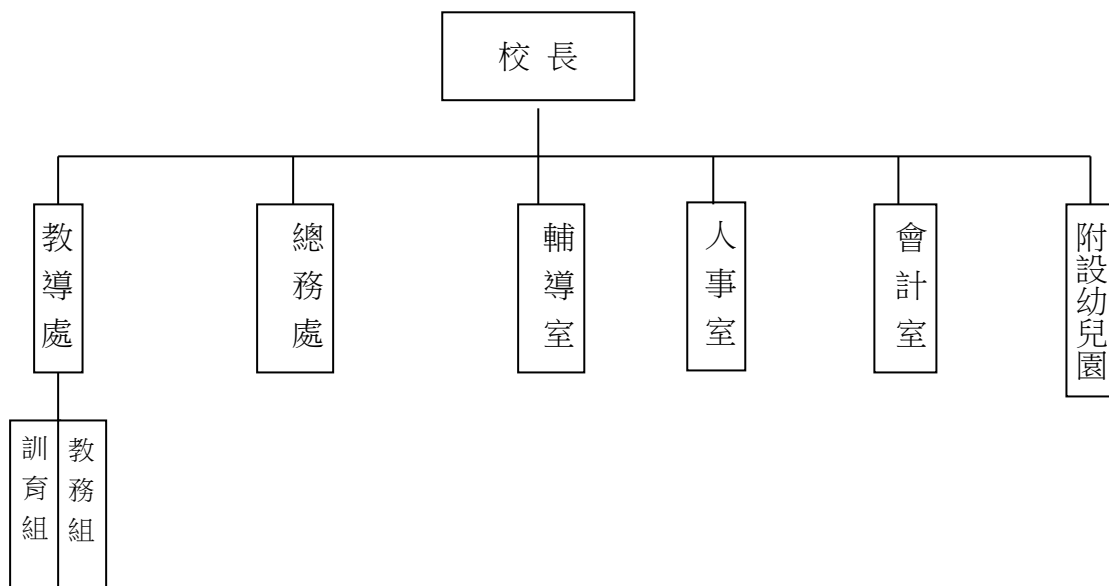 校長
教導處
總務處
輔導室
人事室
會計室
附設幼兒園
訓育組
教務組